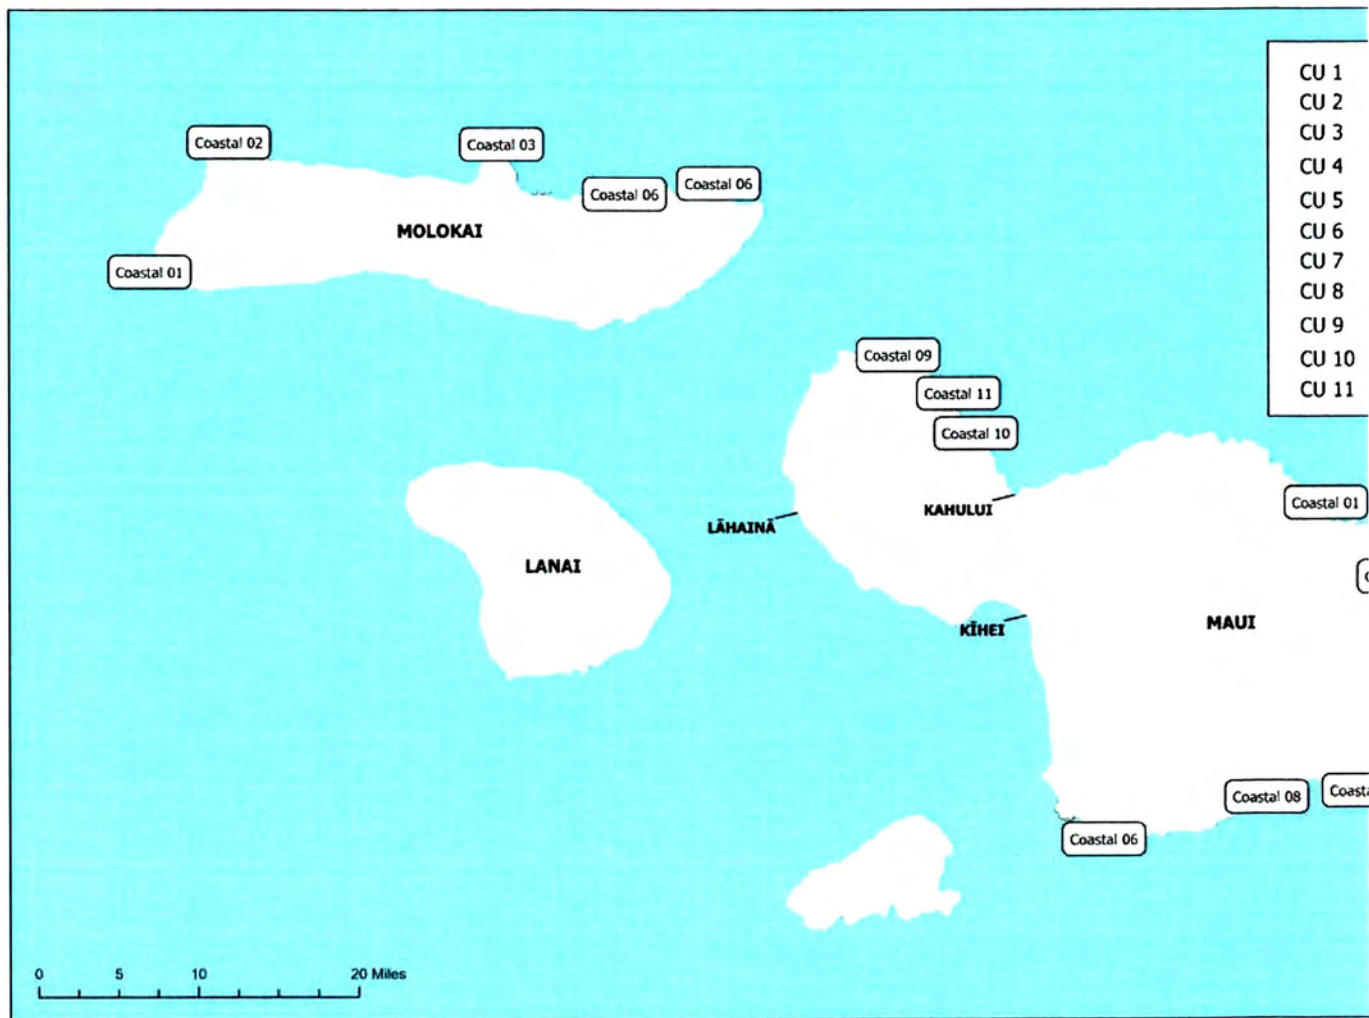 CU 1
CU 2
CU 3
CU 4
CU 5
CU 6
CU 7
CU 8
CU 9
CU 10
CU 11
Coastal 02
Coastal 03
Coastal 06
Coastal 06
MOLOKAI
Coastal 01
Coastal 09
Coastal 11
Coastal 10
KAHULUI
Coastal 01
LĀHAINĀ
LANAI
KĪHEI
MAUI
Coastal 08
Coasta
Coastal 06
0 5 10 20 Miles